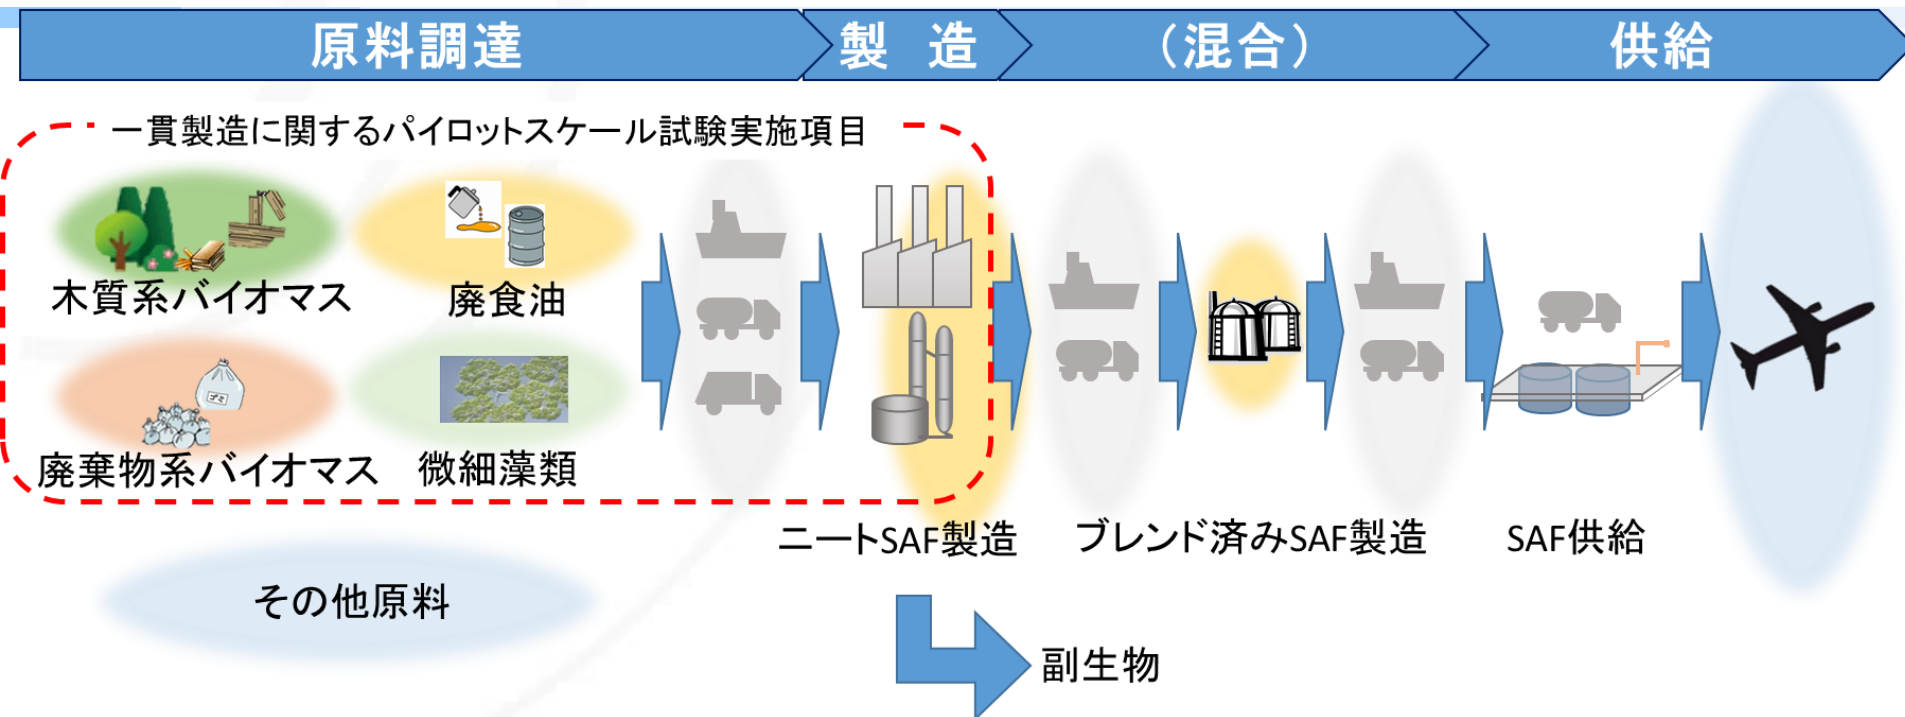 原料調達
製 造
(混合)
供給
一貫製造に関するパイロットスケール試験実施項目
木質系バイオマス
廃食油
ゴミ
廃棄物系バイオマス
微細藻類
ニートSAF製造
ブレンド済みSAF製造
SAF供給
その他原料
副生物